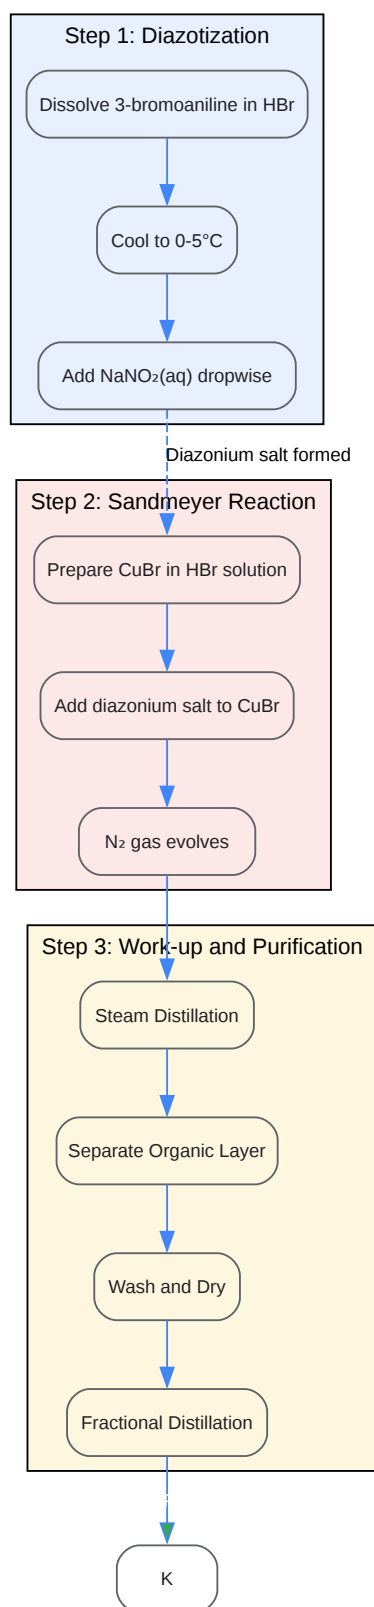 Step 1: Diazotization
Dissolve 3-bromoaniline in HBr
Cool to 0-5°C
Add NaNO₂(aq) dropwise
Diazonium salt formed
Step 2: Sandmeyer Reaction
Prepare CuBr in HBr solution
Add diazonium salt to CuBr
N₂ gas evolves
Step 3: Work-up and Purification
Steam Distillation
Separate Organic Layer
Wash and Dry
Fractional Distillation
K